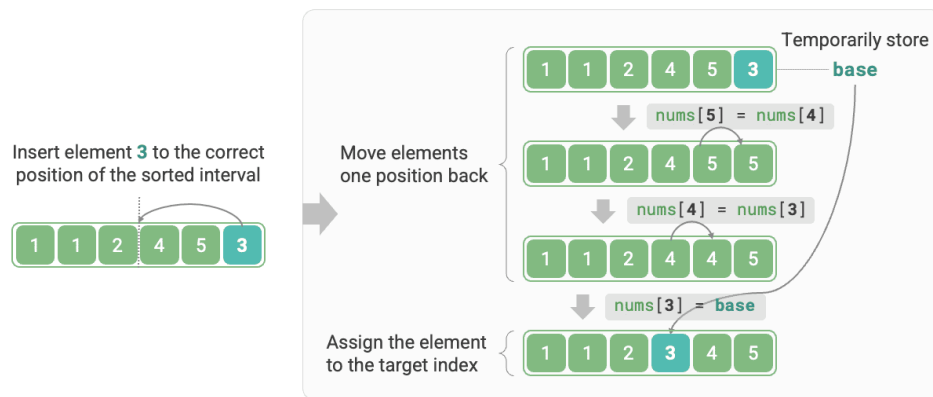 Insert element 3 to the correct
position of the sorted interval
1 1 2 4 5 3
Temporarily store
base
1 1 2 4 5 3
nums[5] = nums[4]
Move elements
one position back
1 1 2 4 5 5
nums[4] = nums[3]
1 1 2 4 4 5
nums[3] = base
Assign the element
to the target index
1 1 2 3 4 5